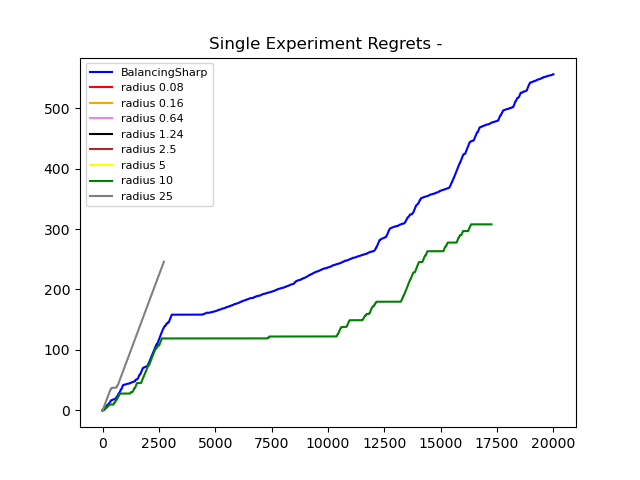 Single Experiment Regrets -
BalancingSharp
radius 0.08
radius 0.16
radius 0.64
radius 1.24
radius 2.5
radius 5
radius 10
radius 25
500
400
300
200
100
0
0 2500 5000 7500 10000 12500 15000 17500 20000